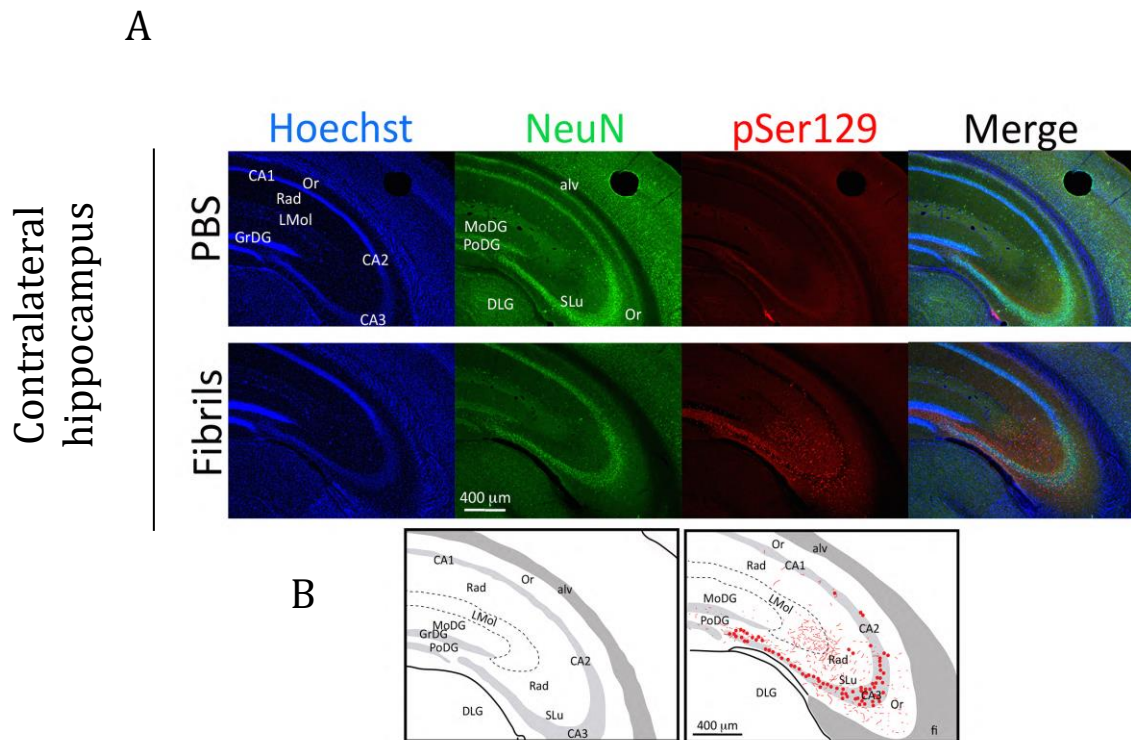 A
Hoechst NeuN pSer129 Merge
Contralateral
hippocampus
PBS
CA1
Or
Rad
LMol
GrDG
CA2
CA3
alv
MoDG
PoDG
DLG
SLu
Or
Fibrils
400 µm
B
CA1
Or
Rad
alv
LMol
MoDG
GrDG
PoDG
CA2
Rad
DLG
SLu
CA3
Or
alv
Rad
CA1
LMol
MoDG
PoDG
CA2
Rad
SLu
CA3
DLG
Or
400 µm
fi